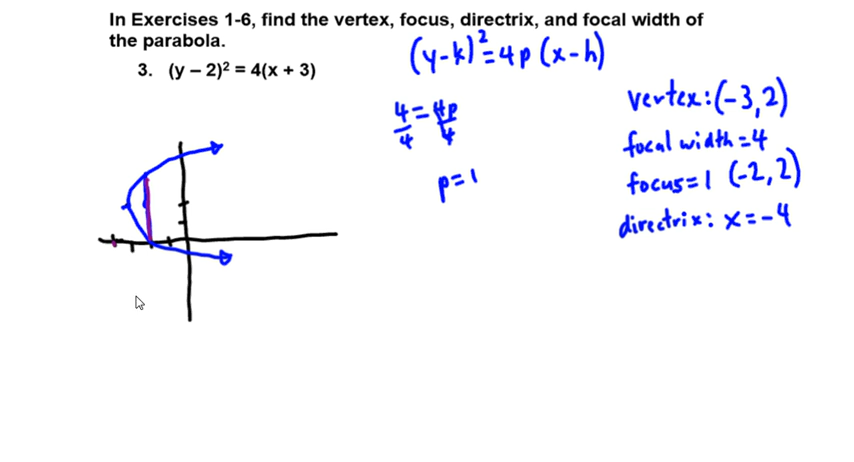 In Exercises 1-6, find the vertex, focus, directrix, and focal width of
the parabola.
3. (y – 2)² = 4(x + 3)
(y-k)² = 4p (x-h)
4/4 = 4p/4
p = 1
vertex: (-3, 2)
focal width = 4
focus = 1 (-2, 2)
directrix: x = -4